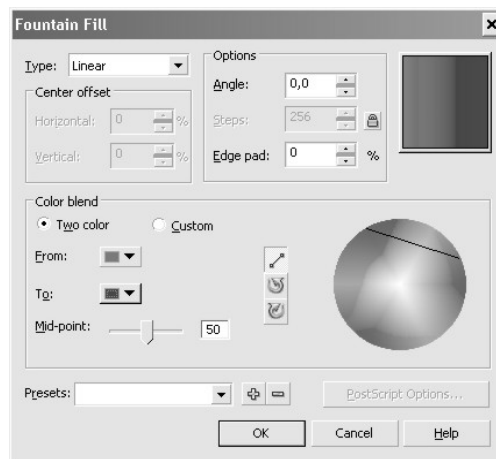 Fountain Fill
Type: Linear
Options
Angle: 0,0
Center offset
Horizontal: 0 %
Steps: 256
Vertical: 0 %
Edge pad: 0 %
Color blend
Two color Custom
From:
To:
Mid-point: 50
Presets:
PostScript Options...
OK Cancel Help